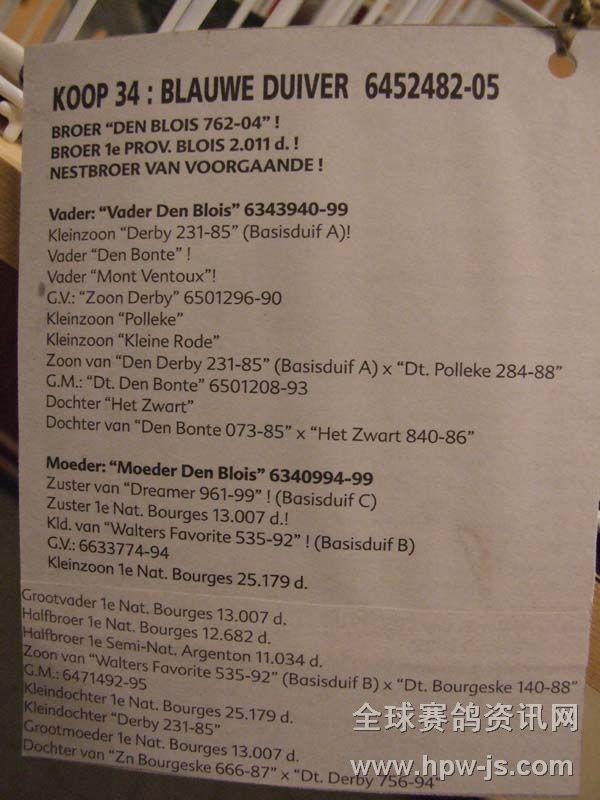 KOOP 34 : BLAUWE DUIVER 6452482-05
BROER "DEN BLOIS 762-04" !
BROER 1e PROV. BLOIS 2.011 d. !
NESTBROER VAN VOORGAANDE !
Vader: "Vader Den Blois" 6343940-99
Kleinzoon "Derby 231-85" (Basisduif A)!
Vader "Den Bonte" !
Vader "Mont Ventoux"!
G.V.: "Zoon Derby" 6501296-90
Kleinzoon "Polleke"
Kleinzoon "Kleine Rode"
Zoon van "Den Derby 231-85" (Basisduif A) x "Dt. Polleke 284-88"
G.M.: "Dt. Den Bonte" 6501208-93
Dochter "Het Zwart"
Dochter van "Den Bonte 073-85" x "Het Zwart 840-86"
Moeder: "Moeder Den Blois" 6340994-99
Zuster van "Dreamer 961-99" ! (Basisduif C)
Zuster 1e Nat. Bourges 13.007 d.!
Kld. van "Walters Favorite 535-92" ! (Basisduif B)
G.V.: 6633774-94
Kleinzoon 1e Nat. Bourges 25.179 d.
Grootvader 1e Nat. Bourges 13.007 d.
Halfbroer 1e Nat. Bourges 12.682 d.
Halfbroer 1e Semi-Nat. Argenton 11.034 d.
Zoon van "Walters Favorite 535-92" (Basisduif B) x "Dt. Bourgeske 140-88"
G.M.: 6471492-95
Kleindochter 1e Nat. Bourges 25.179 d.
Kleindochter "Derby 231-85"
Grootmoeder 1e Nat. Bourges 13.007 d.
Dochter van "Zn Bourgeske 666-87" x "Dt. Derby 756-94"
全球赛鸽资讯网
www.hpw-js.com